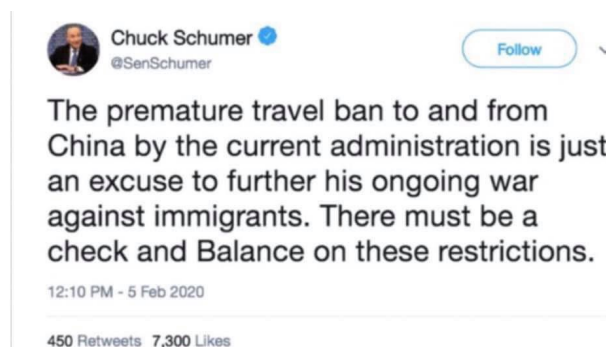 Chuck Schumer
@SenSchumer
Follow
The premature travel ban to and from
China by the current administration is just
an excuse to further his ongoing war
against immigrants. There must be a
check and Balance on these restrictions.
12:10 PM - 5 Feb 2020
450 Retweets 7,300 Likes